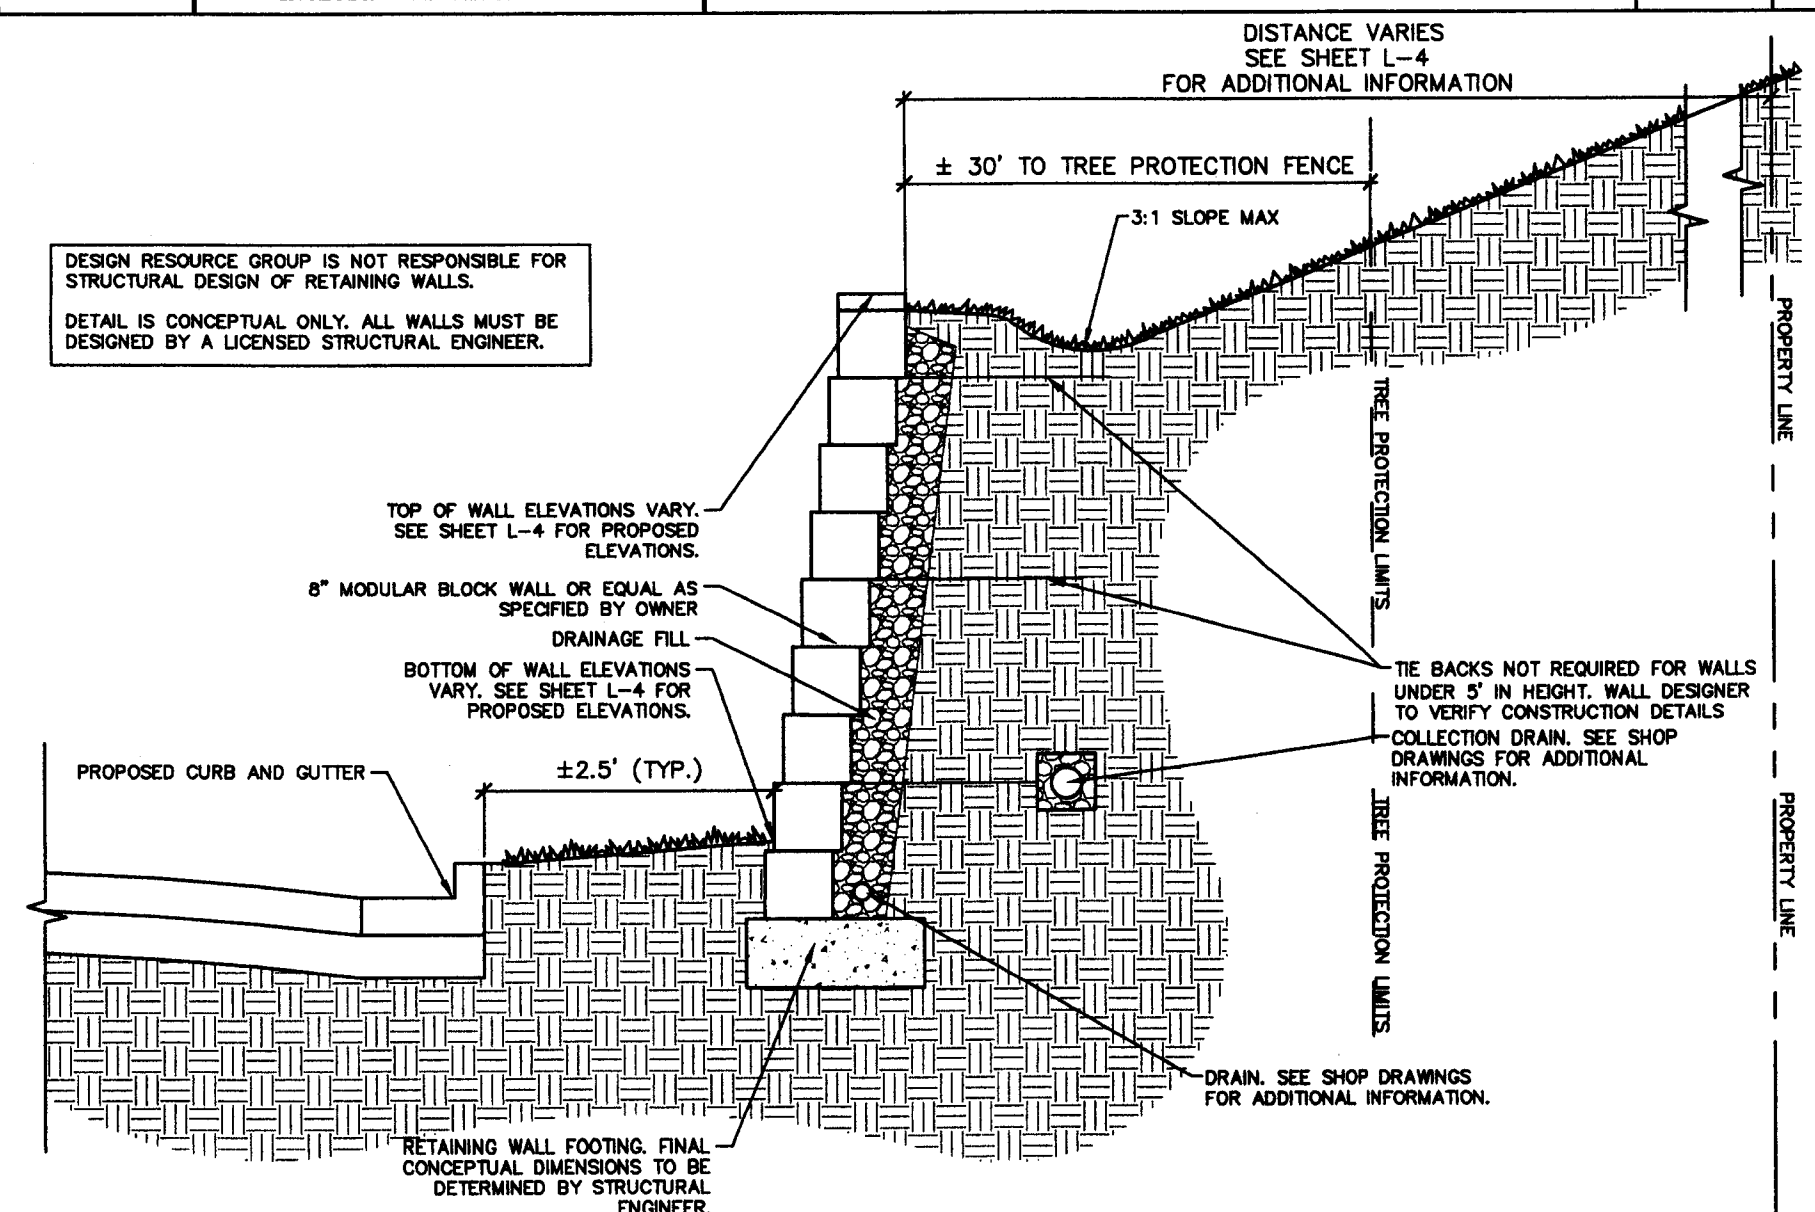 DISTANCE VARIES
SEE SHEET L-4
FOR ADDITIONAL INFORMATION
± 30' TO TREE PROTECTION FENCE
3:1 SLOPE MAX
DESIGN RESOURCE GROUP IS NOT RESPONSIBLE FOR
STRUCTURAL DESIGN OF RETAINING WALLS.
DETAIL IS CONCEPTUAL ONLY. ALL WALLS MUST BE
DESIGNED BY A LICENSED STRUCTURAL ENGINEER.
PROPERTY LINE
TREE PROTECTION LIMITS
TOP OF WALL ELEVATIONS VARY.
SEE SHEET L-4 FOR PROPOSED
ELEVATIONS.
8" MODULAR BLOCK WALL OR EQUAL AS
SPECIFIED BY OWNER
DRAINAGE FILL
BOTTOM OF WALL ELEVATIONS
VARY. SEE SHEET L-4 FOR
PROPOSED ELEVATIONS.
TIE BACKS NOT REQUIRED FOR WALLS
UNDER 5' IN HEIGHT. WALL DESIGNER
TO VERIFY CONSTRUCTION DETAILS
COLLECTION DRAIN. SEE SHOP
DRAWINGS FOR ADDITIONAL
INFORMATION.
PROPOSED CURB AND GUTTER
±2.5' (TYP.)
TREE PROTECTION LIMITS
PROPERTY LINE
DRAIN. SEE SHOP DRAWINGS
FOR ADDITIONAL INFORMATION.
RETAINING WALL FOOTING. FINAL
CONCEPTUAL DIMENSIONS TO BE
DETERMINED BY STRUCTURAL
ENGINEER.